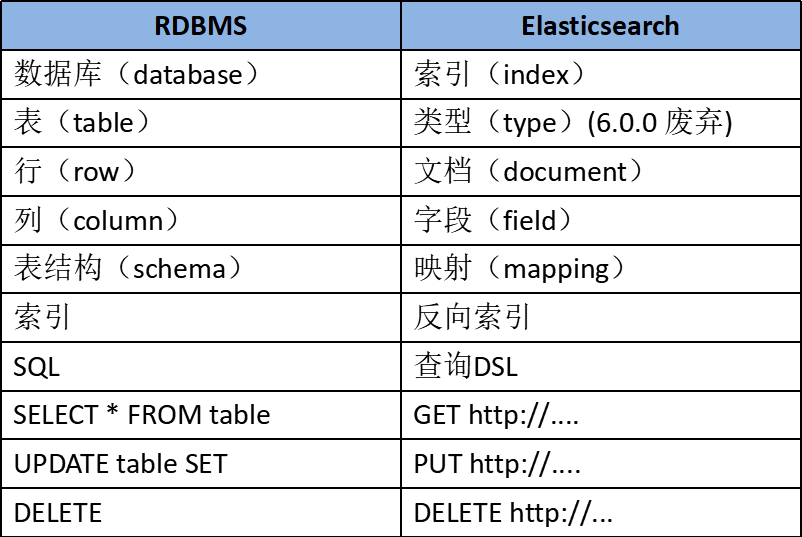 RDBMS Elasticsearch
数据库（database） 索引（index）
表（table） 类型（type）(6.0.0 废弃)
行（row） 文档（document）
列（column） 字段（field）
表结构（schema） 映射（mapping）
索引 反向索引
SQL 查询DSL
SELECT * FROM table GET http://....
UPDATE table SET PUT http://....
DELETE DELETE http://...